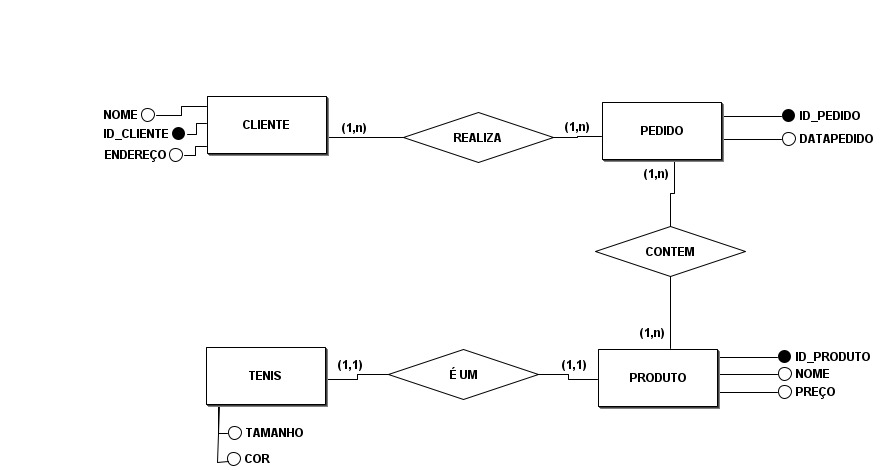 NOME
ID_CLIENTE
ENDEREÇO
CLIENTE
(1,n)
REALIZA
(1,n)
PEDIDO
ID_PEDIDO
DATAPEDIDO
(1,n)
CONTEM
(1,n)
TENIS
(1,1)
É UM
(1,1)
PRODUTO
ID_PRODUTO
NOME
PREÇO
TAMANHO
COR